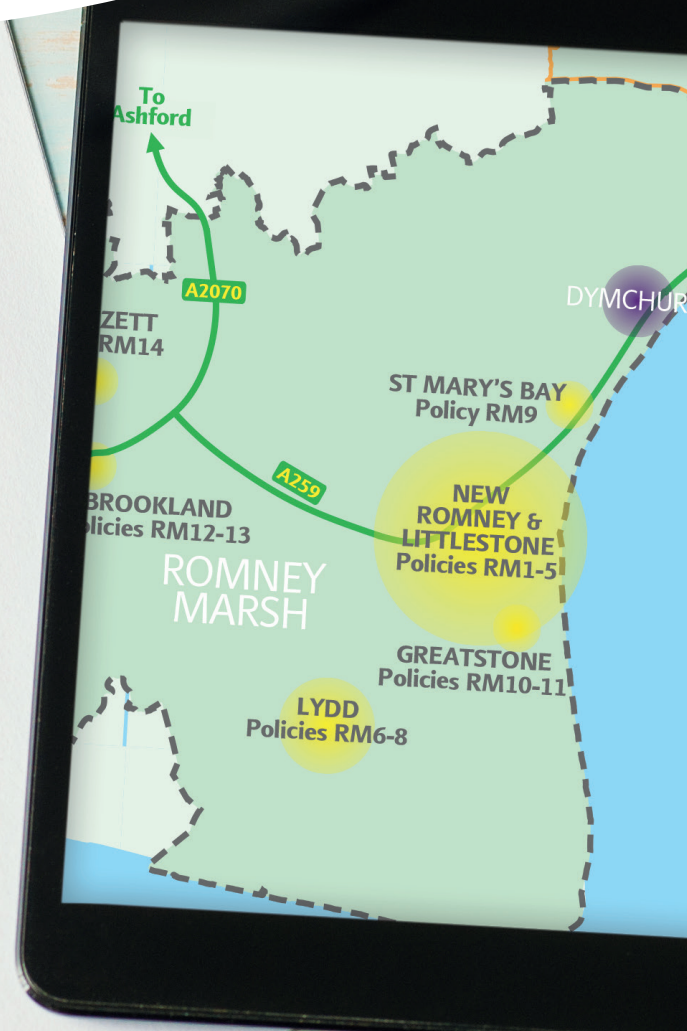 To
Ashford
A2070
DYMCHUR
ZETT
RM14
ST MARY'S BAY
Policy RM9
A259
NEW
ROMNEY &
LITTLESTONE
Policies RM1-5
BROOKLAND
licies RM12-13
ROMNEY
MARSH
GREATSTONE
Policies RM10-11
LYDD
Policies RM6-8